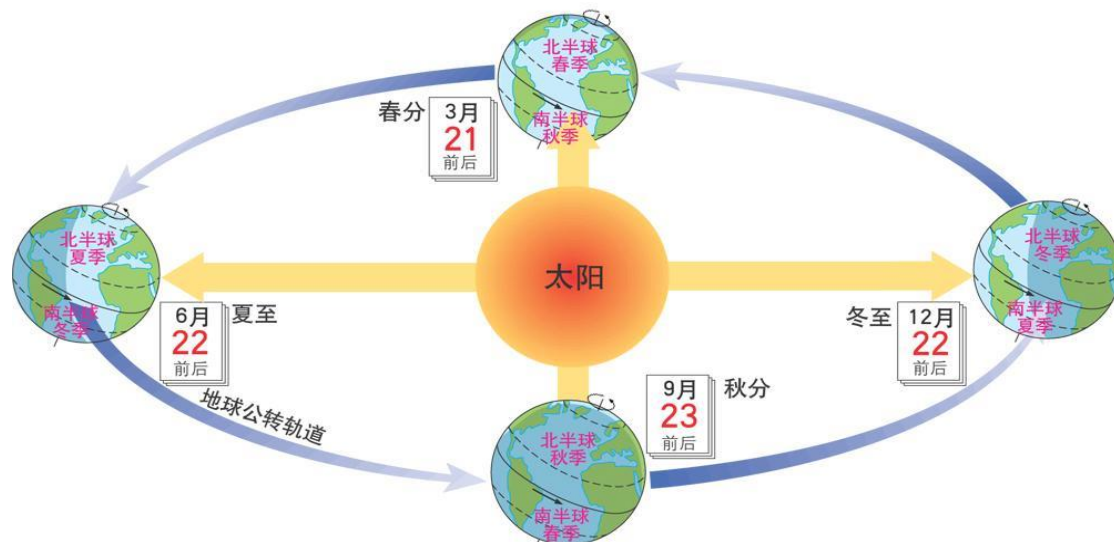 北半球
春季
南半球
秋季
春分
3月
21
前后
北半球
夏季
南半球
冬季
6月
22
前后
夏至
太阳
北半球
冬季
南半球
夏季
冬至
12月
22
前后
地球公转轨道
9月
23
前后
秋分
北半球
秋季
南半球
春季